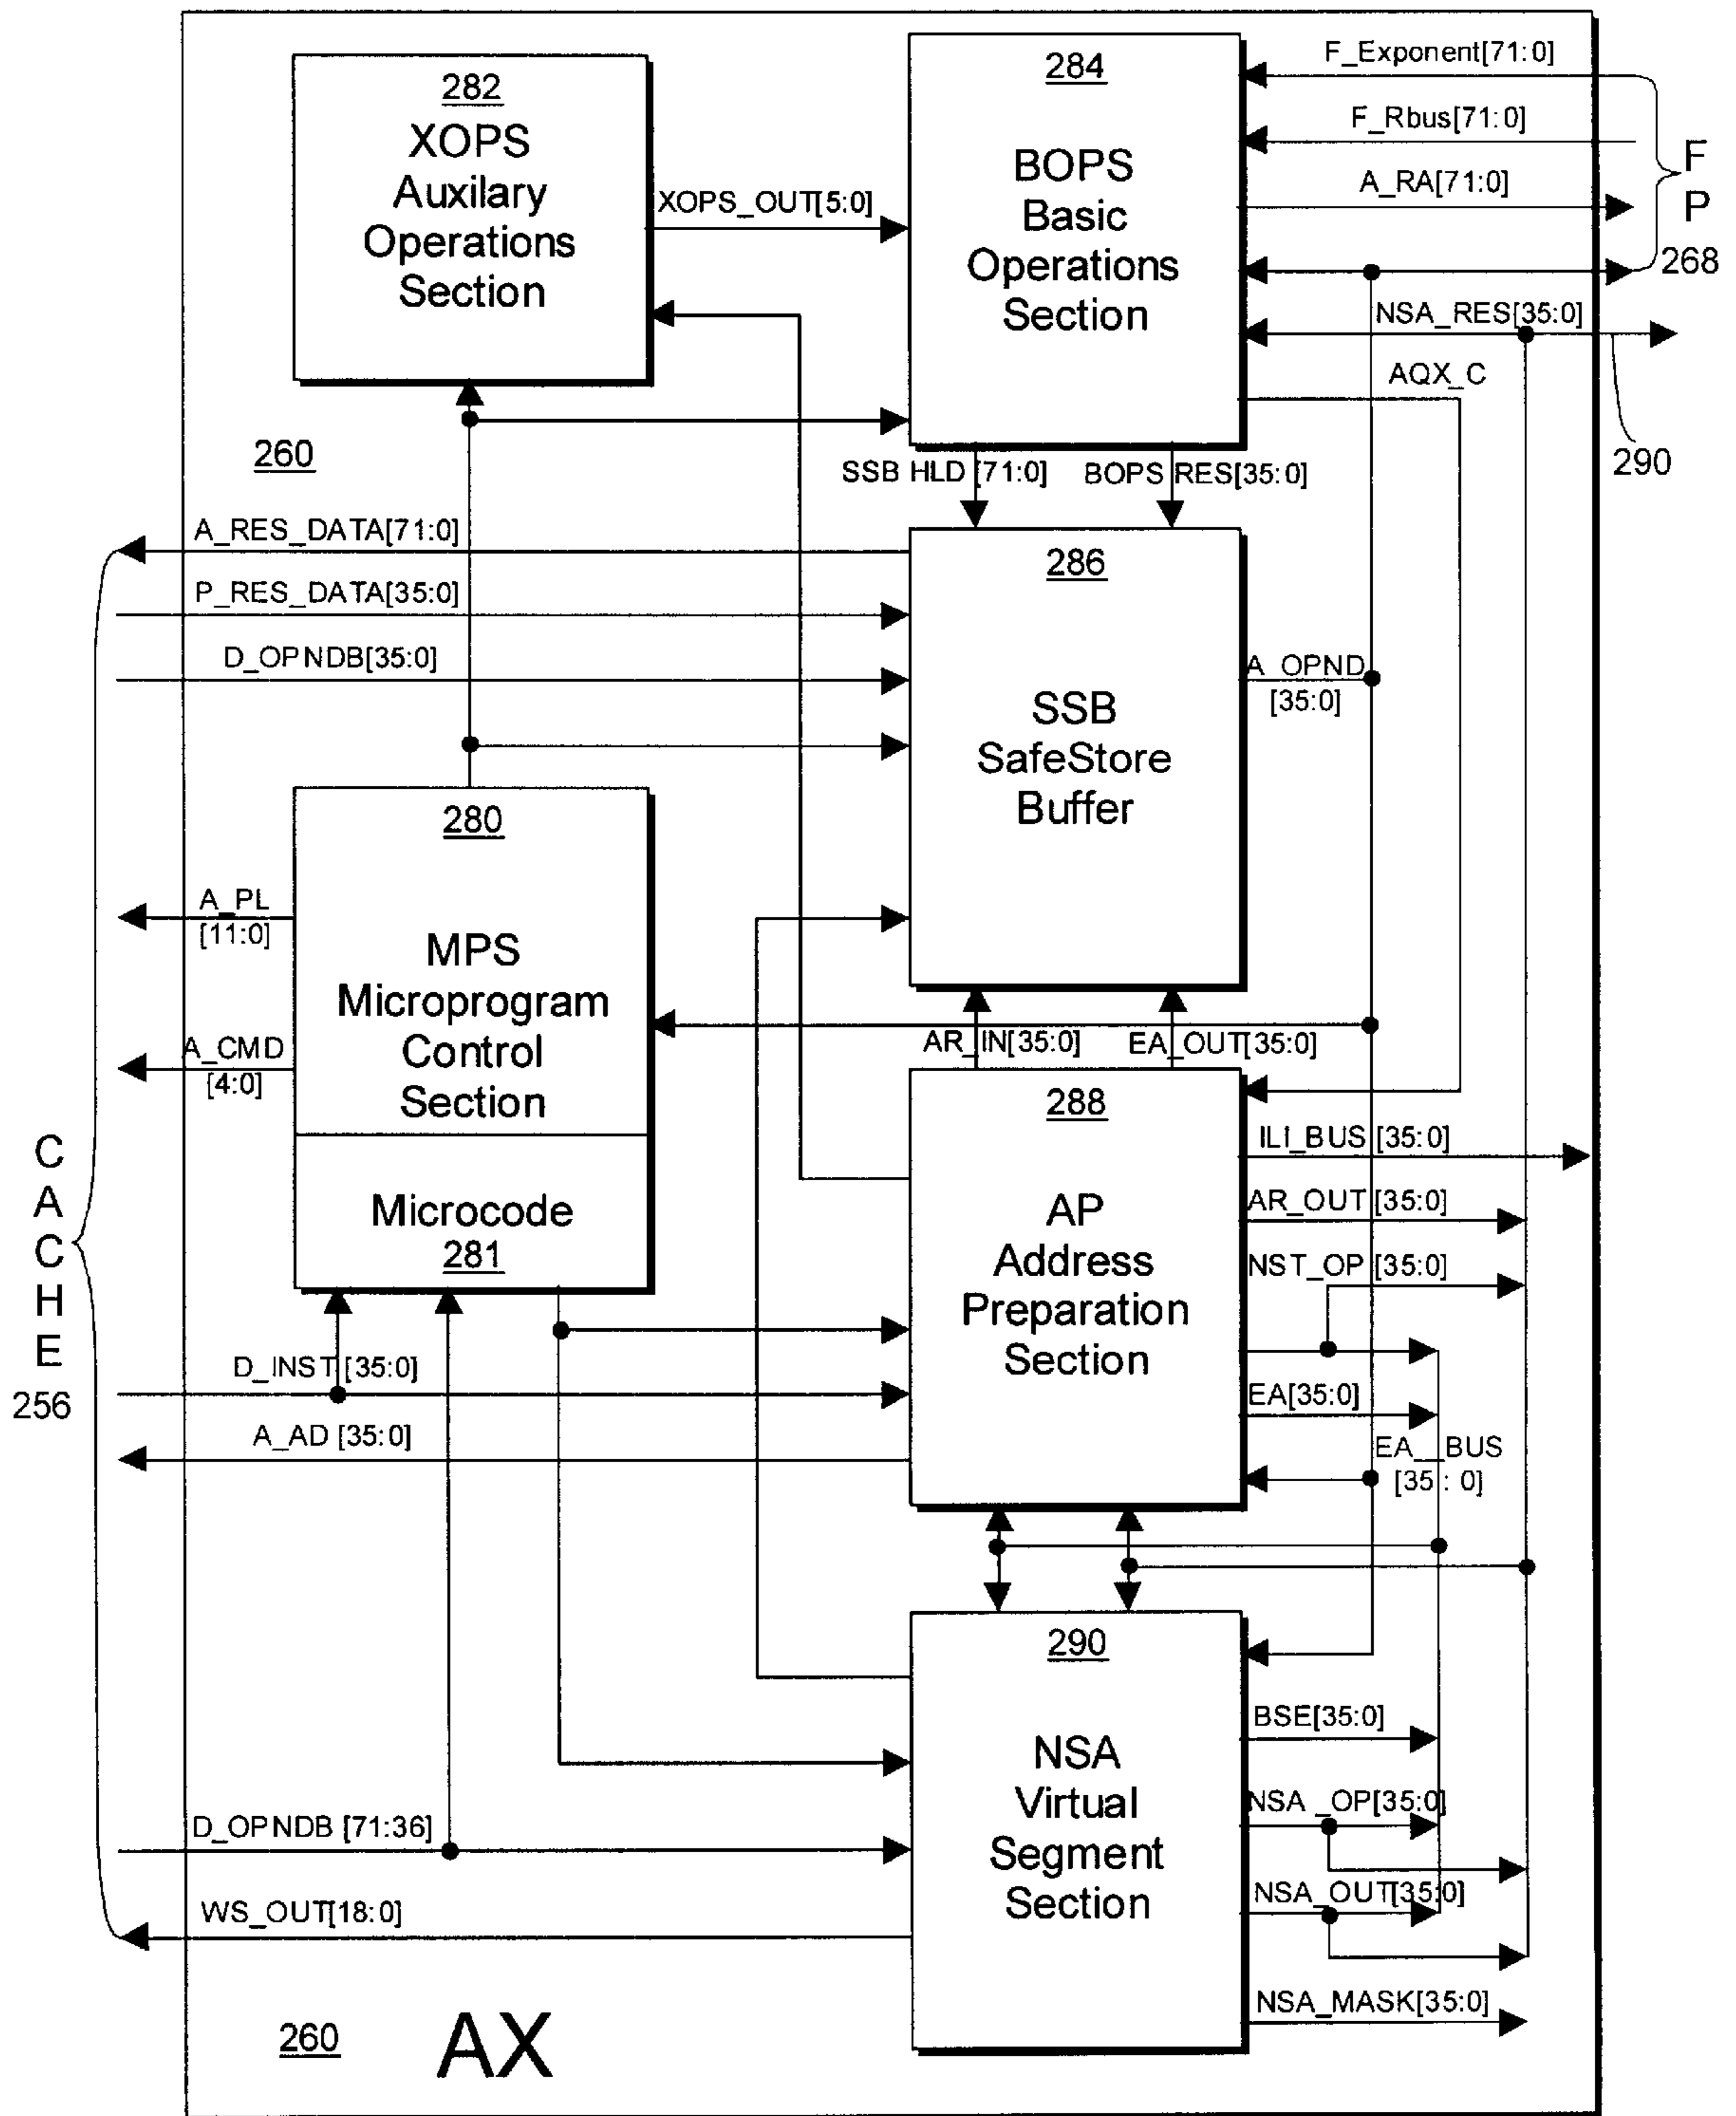 282
XOPS
Auxilary
Operations
Section
XOPS_OUT[5:0]
284
BOPS
Basic
Operations
Section
F_Exponent[71:0]
F_Rbus[71:0]
A_RA[71:0]
F
P
268
NSA_RES[35:0]
AQX_C
290
260
SSB HLD [71:0]
BOPS RES[35:0]
A_RES_DATA[71:0]
P_RES_DATA[35:0]
D_OPNDB[35:0]
286
SSB
SafeStore
Buffer
A_OPND
[35:0]
280
MPS
Microprogram
Control
Section
Microcode
281
A_PL
[11:0]
A_CMD
[4:0]
AR_IN[35:0]
EA_OUT[35:0]
288
AP
Address
Preparation
Section
ILI_BUS [35:0]
AR_OUT [35:0]
NST_OP [35:0]
EA[35:0]
EA_BUS
[35: 0]
C
A
C
H
E
256
D_INST [35:0]
A_AD [35:0]
290
NSA
Virtual
Segment
Section
BSE[35:0]
NSA_OP[35:0]
NSA_OUT[35:0]
NSA_MASK[35:0]
D_OPNDB [71:36]
WS_OUT[18:0]
260
AX